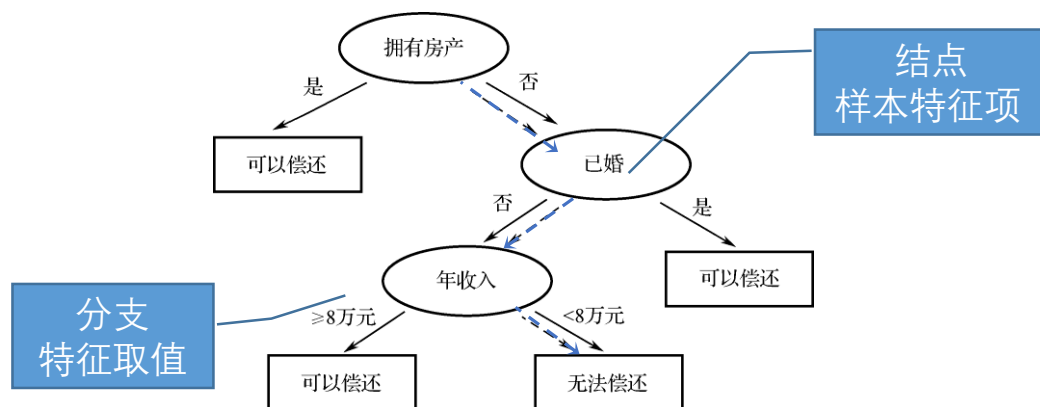 拥有房产
结点
样本特征项
是
否
可以偿还
已婚
否
是
年收入
可以偿还
分支
特征取值
≥8万元
<8万元
可以偿还
无法偿还